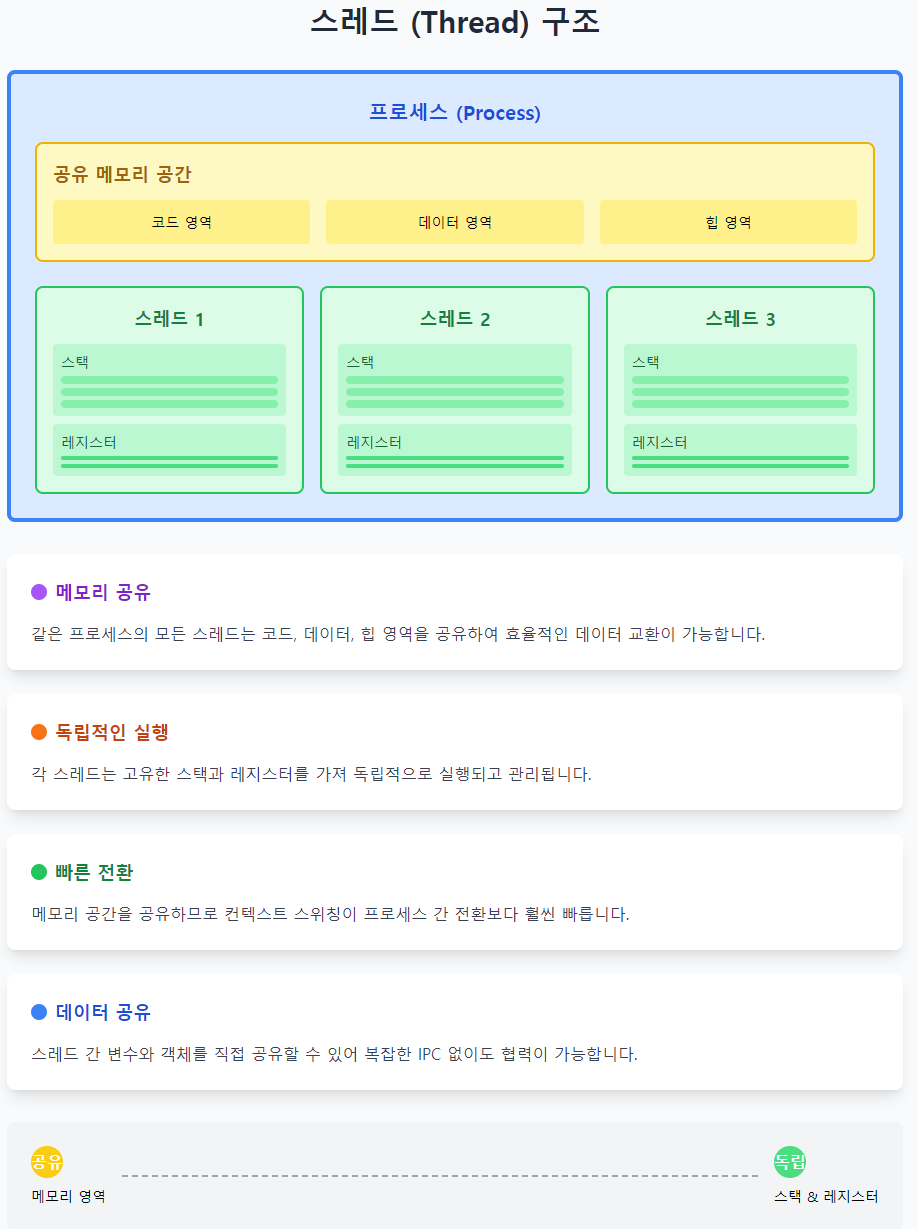 스레드 (Thread) 구조
프로세스 (Process)
공유 메모리 공간
코드 영역
데이터 영역
힙 영역
스레드 1
스택
레지스터
스레드 2
스택
레지스터
스레드 3
스택
레지스터
메모리 공유
같은 프로세스의 모든 스레드는 코드, 데이터, 힙 영역을 공유하여 효율적인 데이터 교환이 가능합니다.
독립적인 실행
각 스레드는 고유한 스택과 레지스터를 가져 독립적으로 실행되고 관리됩니다.
빠른 전환
메모리 공간을 공유하므로 컨텍스트 스위칭이 프로세스 간 전환보다 훨씬 빠릅니다.
데이터 공유
스레드 간 변수와 객체를 직접 공유할 수 있어 복잡한 IPC 없이도 협력이 가능합니다.
공유
메모리 영역
독립
스택 & 레지스터